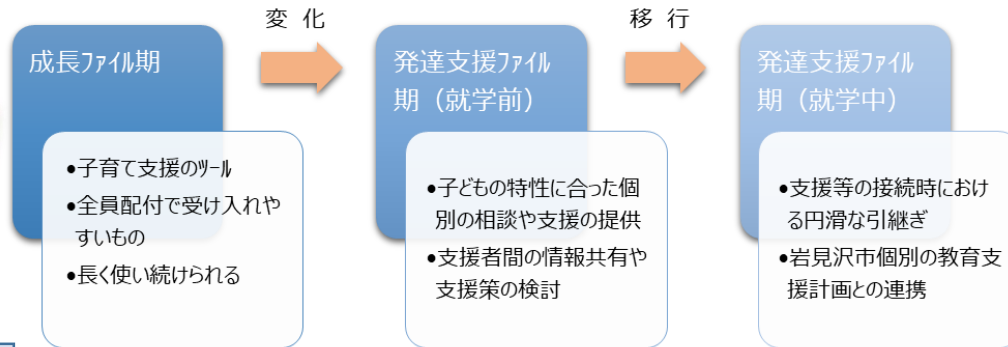 変 化
移 行
成長ﾌｧｲﾙ期
•子育て支援のﾂｰﾙ
•全員配付で受け入れや
すいもの
•長く使い続けられる
発達支援ﾌｧｲﾙ
期（就学前）
•子どもの特性に合った個
別の相談や支援の提供
•支援者間の情報共有や
支援策の検討
発達支援ﾌｧｲﾙ
期（就学中）
•支援等の接続時におけ
る円滑な引継ぎ
•岩見沢市個別の教育支
援計画との連携